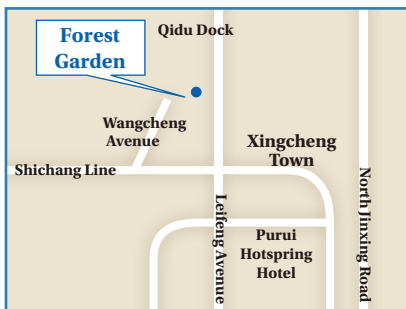 Qidu Dock
Forest
Garden
Wangcheng
Avenue
Xingcheng
Town
Shichang Line
Leifeng Avenue
North Jinxing Road
Purui
Hotspring
Hotel